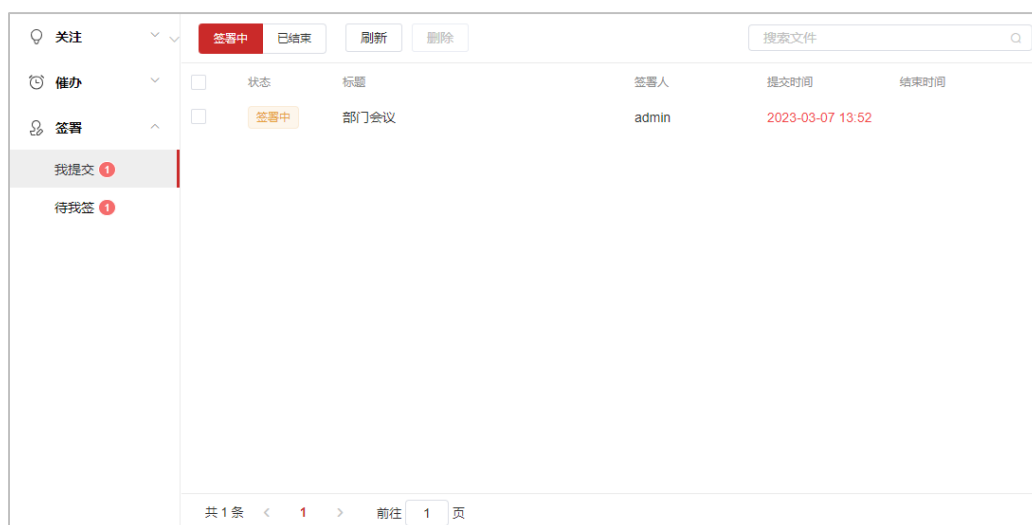 关注
催办
签署
我提交 1
待我签 1
签署中 已结束 刷新 删除 搜索文件
状态 标题 签署人 提交时间 结束时间
签署中 部门会议 admin 2023-03-07 13:52
共 1 条 < 1 > 前往 1 页